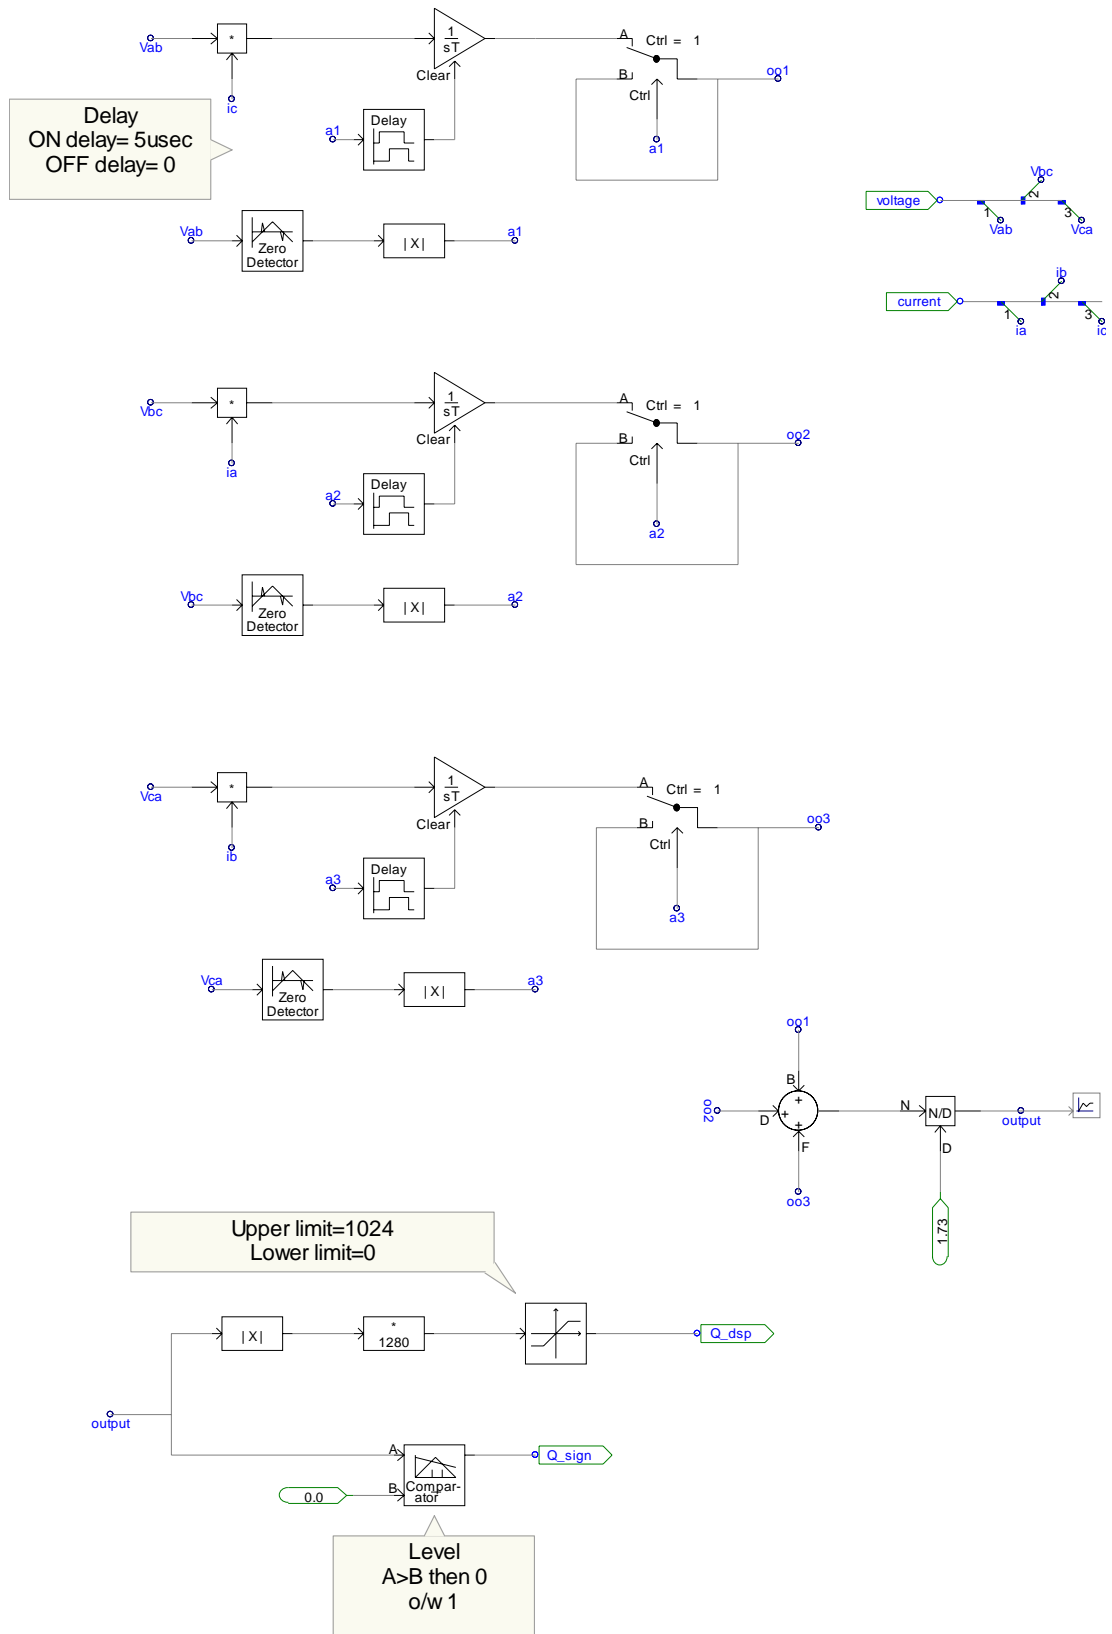 Vab
*
ic
1
sT
Clear
A
Ctrl = 1
B
Ctrl
a1
oo1
Delay
ON delay= 5usec
OFF delay= 0
a1
Delay
Vab
Zero
Detector
|X|
a1
voltage
1
Vab
2
Vbc
3
Vca
current
1
ia
2
ib
3
Vbc
*
ia
1
sT
Clear
A
Ctrl = 1
B
Ctrl
a2
oo2
a2
Delay
Vbc
Zero
Detector
|X|
a2
Vca
*
ib
1
sT
Clear
A
Ctrl = 1
B
Ctrl
a3
oo3
a3
Delay
Vca
Zero
Detector
|X|
a3
oo1
B
+
oo2
D
+
+
F
oo3
N
N/D
D
1.73
output
Upper limit=1024
Lower limit=0
|X|
*
1280
Q_dsp
output
A
B
0.0
Compar-
ator
Q_sign
Level
A>B then 0
o/w 1